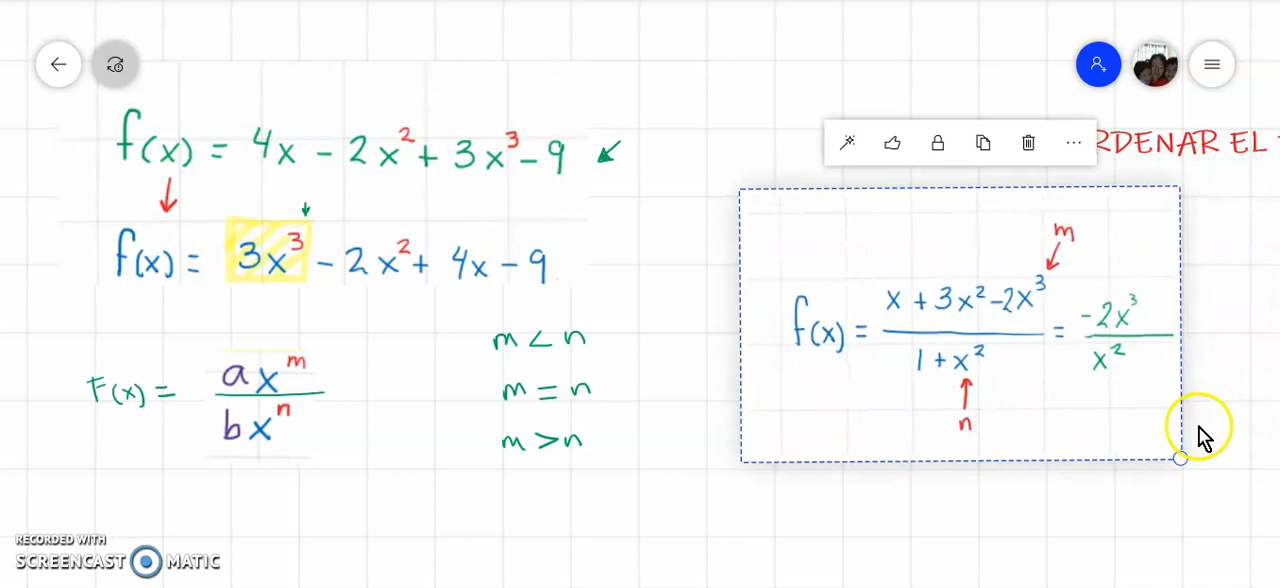 f(x) = 4x - 2x² + 3x³ - 9
f(x) = 3x³ - 2x² + 4x - 9
F(x) = ax^m / bx^n
m < n
m = n
m > n
RDENAR EL
m
f(x) = x + 3x² - 2x³ / 1 + x² = -2x³ / x²
n
RECORDED WITH
SCREENCAST MATIC